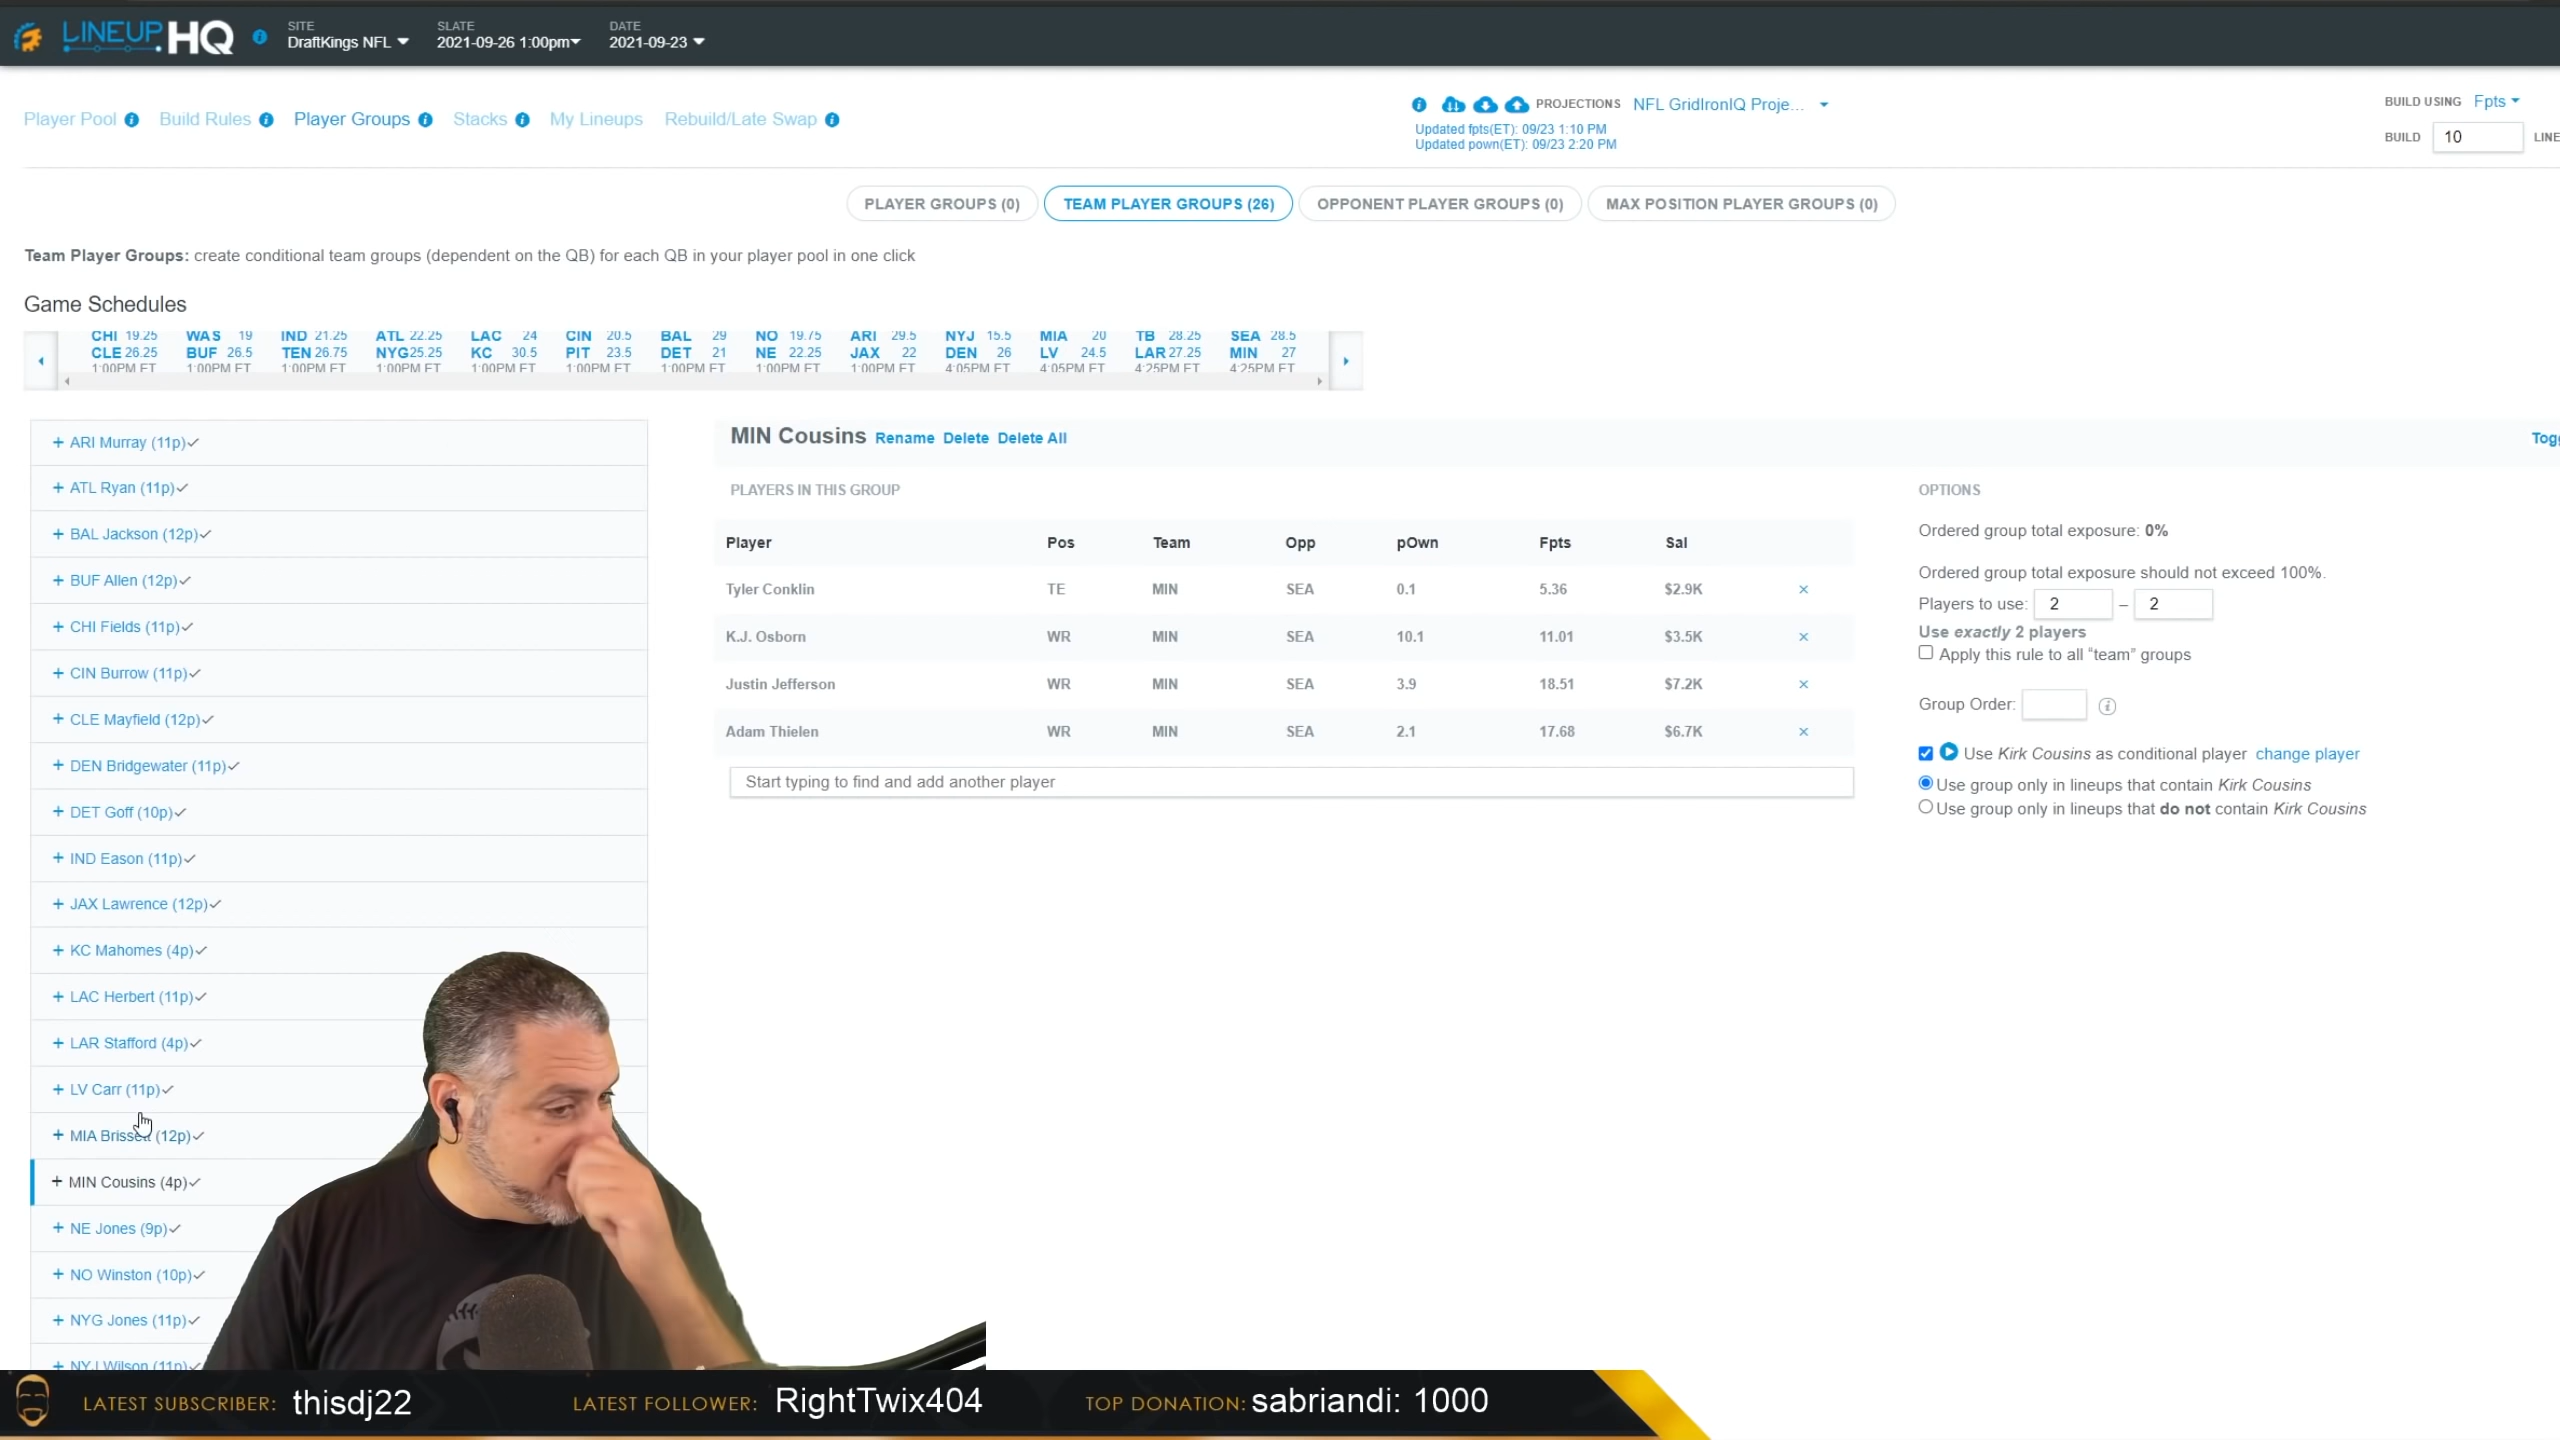 LINEUP HQ
SITE
DraftKings NFL
SLATE
2021-09-26 1:00pm
DATE
2021-09-23
Player Pool
Build Rules
Player Groups
Stacks
My Lineups
Rebuild/Late Swap
PROJECTIONS NFL GridIronIQ Proje...
Updated fpts(ET): 09/23 1:10 PM
Updated pown(ET): 09/23 2:20 PM
BUILD USING Fpts
BUILD 10 LINE
PLAYER GROUPS (0)
TEAM PLAYER GROUPS (26)
OPPONENT PLAYER GROUPS (0)
MAX POSITION PLAYER GROUPS (0)
Team Player Groups: create conditional team groups (dependent on the QB) for each QB in your player pool in one click
Game Schedules
CHI 19.25 WAS 19 IND 21.25 ATL 22.25 LAC 24 CIN 20.5 BAL 29 NO 19.75 ARI 29.5 NYJ 15.5 MIA 20 TB 28.25 SEA 28.5
CLE 26.25 BUF 26.5 TEN 26.75 NYG 25.25 KC 30.5 PIT 23.5 DET 21 NE 22.25 JAX 22 DEN 26 LV 24.5 LAR 27.25 MIN 27
1:00PM ET 1:00PM ET 1:00PM ET 1:00PM ET 1:00PM ET 1:00PM ET 1:00PM ET 1:00PM ET 1:00PM ET 4:05PM ET 4:05PM ET 4:25PM ET 4:25PM ET
+ ARI Murray (11p)✓
+ ATL Ryan (11p)✓
+ BAL Jackson (12p)✓
+ BUF Allen (12p)✓
+ CHI Fields (11p)✓
+ CIN Burrow (11p)✓
+ CLE Mayfield (12p)✓
+ DEN Bridgewater (11p)✓
+ DET Goff (10p)✓
+ IND Eason (11p)✓
+ JAX Lawrence (12p)✓
+ KC Mahomes (4p)✓
+ LAC Herbert (11p)✓
+ LAR Stafford (4p)✓
+ LV Carr (11p)✓
+ MIA Brissett (12p)✓
+ MIN Cousins (4p)✓
+ NE Jones (9p)✓
+ NO Winston (10p)✓
+ NYG Jones (11p)✓
+ NYJ Wilson (11p)✓
MIN Cousins Rename Delete Delete All
Togg
PLAYERS IN THIS GROUP
Player Pos Team Opp pOwn Fpts Sal
Tyler Conklin TE MIN SEA 0.1 5.36 $2.9K ×
K.J. Osborn WR MIN SEA 10.1 11.01 $3.5K ×
Justin Jefferson WR MIN SEA 3.9 18.51 $7.2K ×
Adam Thielen WR MIN SEA 2.1 17.68 $6.7K ×
Start typing to find and add another player
OPTIONS
Ordered group total exposure: 0%
Ordered group total exposure should not exceed 100%.
Players to use: 2 – 2
Use exactly 2 players
Apply this rule to all “team” groups
Group Order:
Use Kirk Cousins as conditional player change player
Use group only in lineups that contain Kirk Cousins
Use group only in lineups that do not contain Kirk Cousins
LATEST SUBSCRIBER: thisdj22
LATEST FOLLOWER: RightTwix404
TOP DONATION: sabriandi: 1000